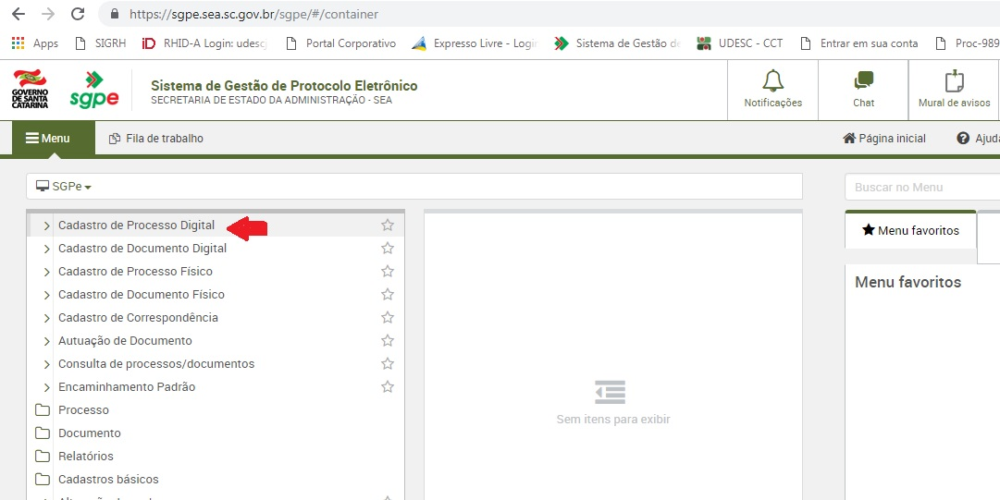 https://sgpe.sea.sc.gov.br/sgpe/#/container
Apps SIGRH RHID-A Login: udesc Portal Corporativo Expresso Livre - Login Sistema de Gestão de UDESC - CCT Entrar em sua conta Proc-989
GOVERNO DE SANTA CATARINA
sgpe
Sistema de Gestão de Protocolo Eletrônico
SECRETARIA DE ESTADO DA ADMINISTRAÇÃO - SEA
Notificações Chat Mural de avisos
Menu Fila de trabalho Página inicial Ajuda
SGPe
Buscar no Menu
Cadastro de Processo Digital
Cadastro de Documento Digital
Cadastro de Processo Físico
Cadastro de Documento Físico
Cadastro de Correspondência
Autuação de Documento
Consulta de processos/documentos
Encaminhamento Padrão
Processo
Documento
Relatórios
Cadastros básicos
Sem itens para exibir
Menu favoritos
Menu favoritos